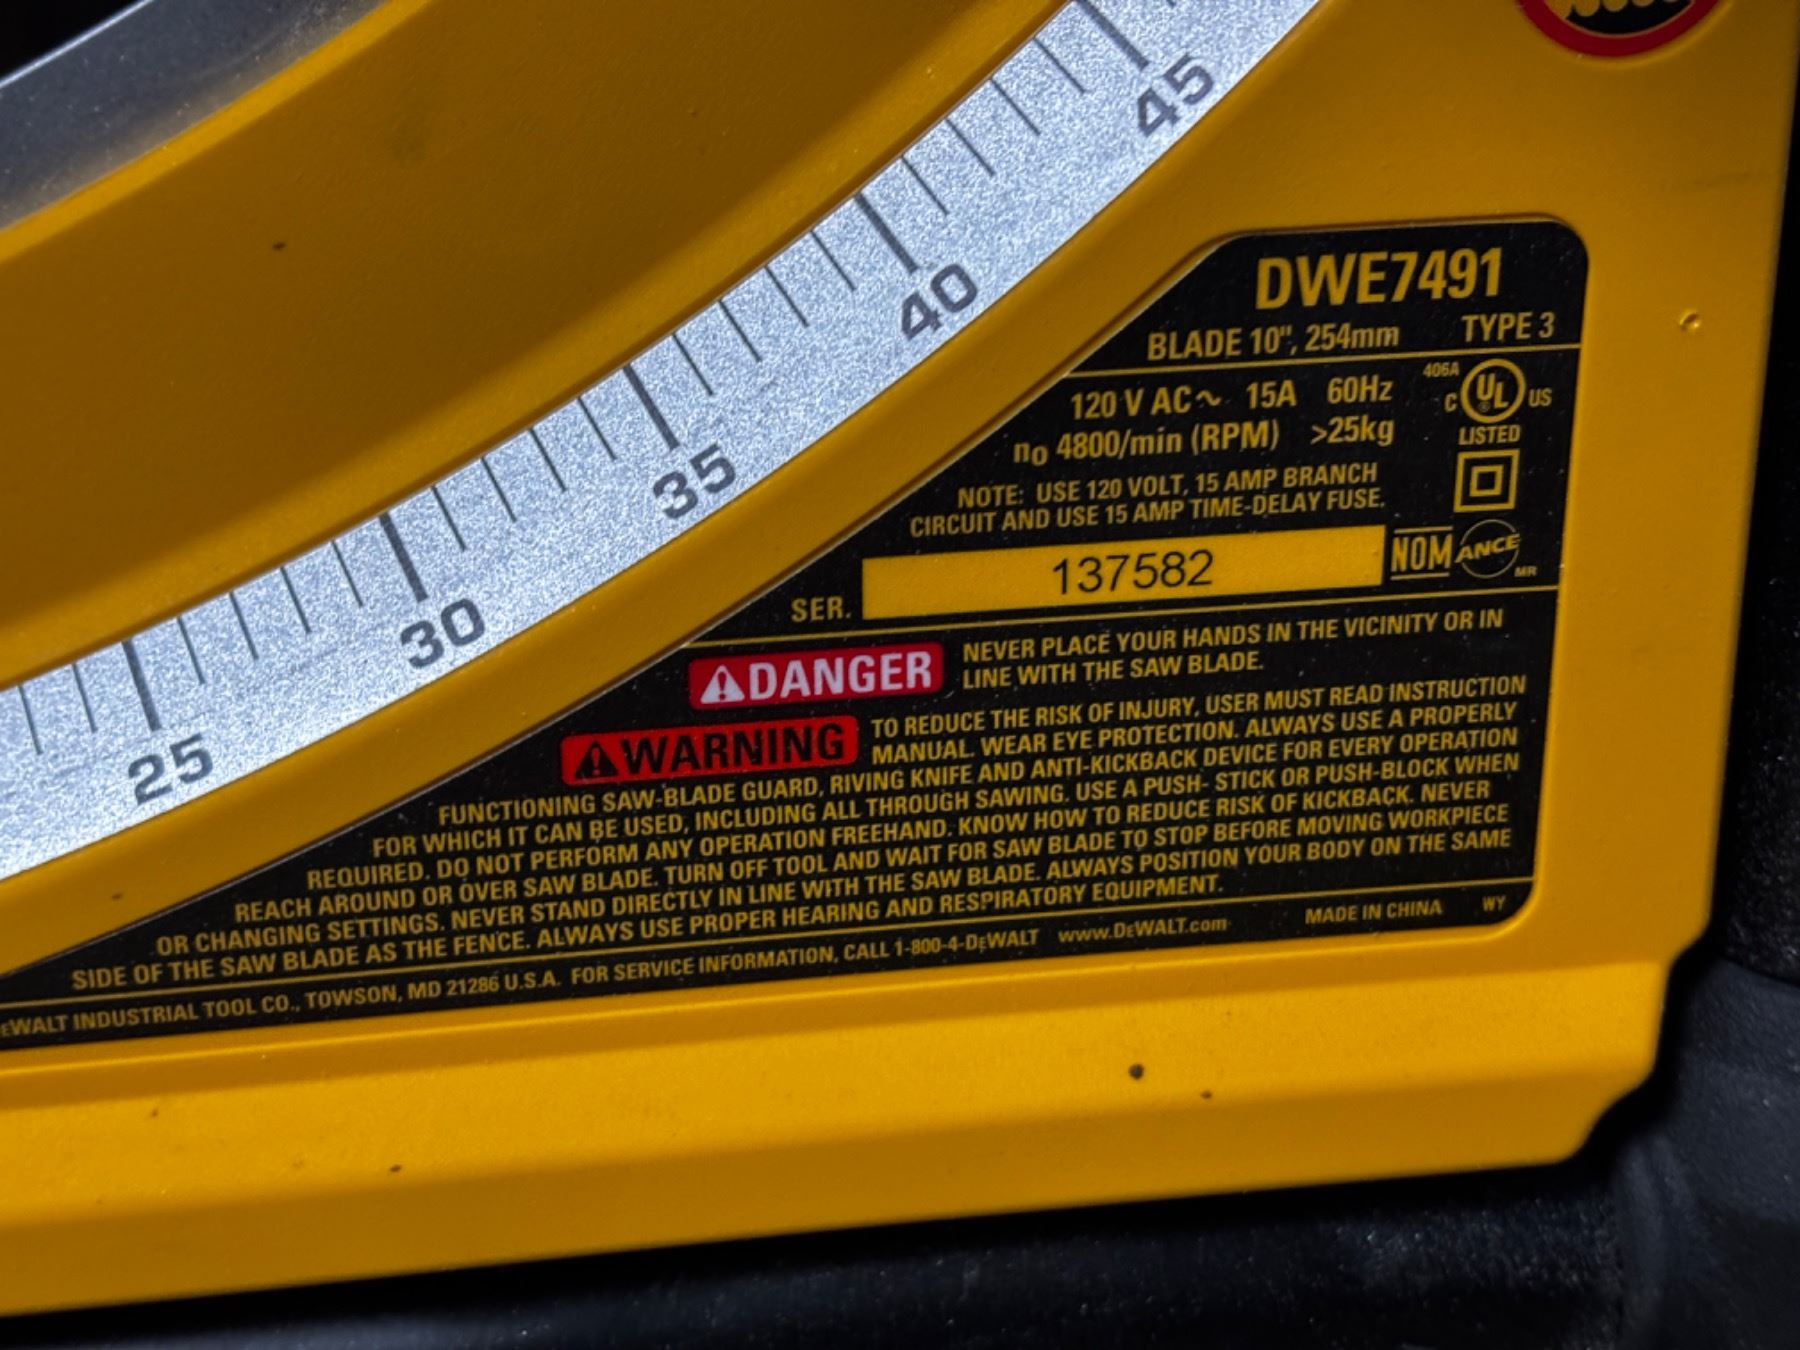 45
40
35
30
25
DWE7491
BLADE 10", 254mm TYPE 3
120 V AC~ 15A 60Hz
n₀ 4800/min (RPM) >25kg
406A
C UL US
®
LISTED
NOTE: USE 120 VOLT, 15 AMP BRANCH
CIRCUIT AND USE 15 AMP TIME-DELAY FUSE.
SER. 137582
NOM ANCE MR
DANGER NEVER PLACE YOUR HANDS IN THE VICINITY OR IN
LINE WITH THE SAW BLADE.
WARNING TO REDUCE THE RISK OF INJURY, USER MUST READ INSTRUCTION
MANUAL. WEAR EYE PROTECTION. ALWAYS USE A PROPERLY
FUNCTIONING SAW-BLADE GUARD, RIVING KNIFE AND ANTI-KICKBACK DEVICE FOR EVERY OPERATION
FOR WHICH IT CAN BE USED, INCLUDING ALL THROUGH SAWING. USE A PUSH- STICK OR PUSH-BLOCK WHEN
REQUIRED. DO NOT PERFORM ANY OPERATION FREEHAND. KNOW HOW TO REDUCE RISK OF KICKBACK. NEVER
REACH AROUND OR OVER SAW BLADE. TURN OFF TOOL AND WAIT FOR SAW BLADE TO STOP BEFORE MOVING WORKPIECE
OR CHANGING SETTINGS. NEVER STAND DIRECTLY IN LINE WITH THE SAW BLADE. ALWAYS POSITION YOUR BODY ON THE SAME
SIDE OF THE SAW BLADE AS THE FENCE. ALWAYS USE PROPER HEARING AND RESPIRATORY EQUIPMENT.
EWALT INDUSTRIAL TOOL CO., TOWSON, MD 21286 U.S.A. FOR SERVICE INFORMATION, CALL 1-800-4-DEWALT www.DEWALT.com MADE IN CHINA WY